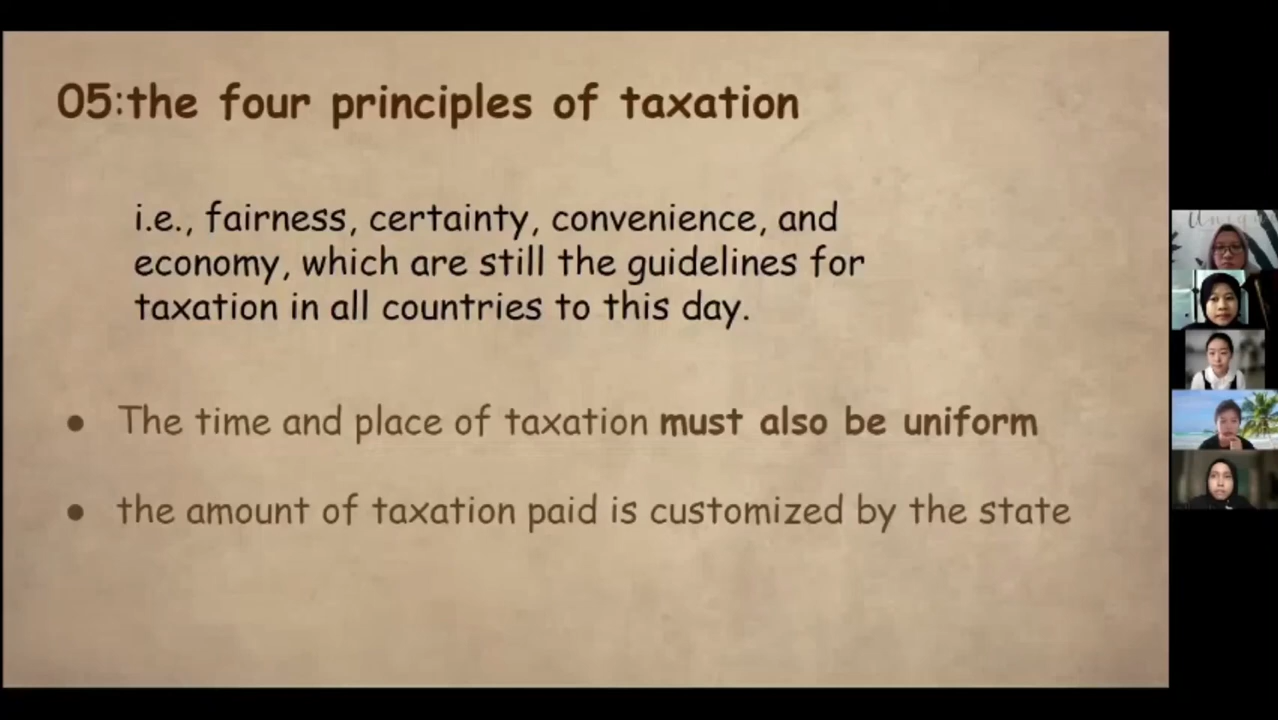 05:the four principles of taxation
i.e., fairness, certainty, convenience, and
economy, which are still the guidelines for
taxation in all countries to this day.
● The time and place of taxation must also be uniform
● the amount of taxation paid is customized by the state